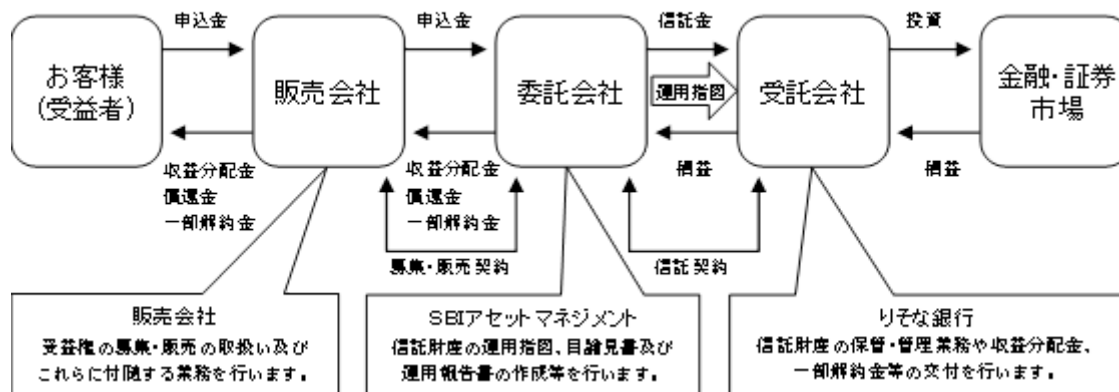 申込金
申込金
信託金
投資
お客様
(受益者)
販売会社
委託会社
運用指図
受託会社
金融・証券
市場
収益分配金
償還金
一部解約金
収益分配金
償還金
一部解約金
損益
損益
募集・販売契約
信託契約
販売会社
受益権の募集・販売の取扱い及び
これらに付随する業務を行います。
SBIアセットマネジメント
信託財産の運用指図、目論見書及び
運用報告書の作成等を行います。
りそな銀行
信託財産の保管・管理業務や収益分配金、
一部解約金等の交付を行います。